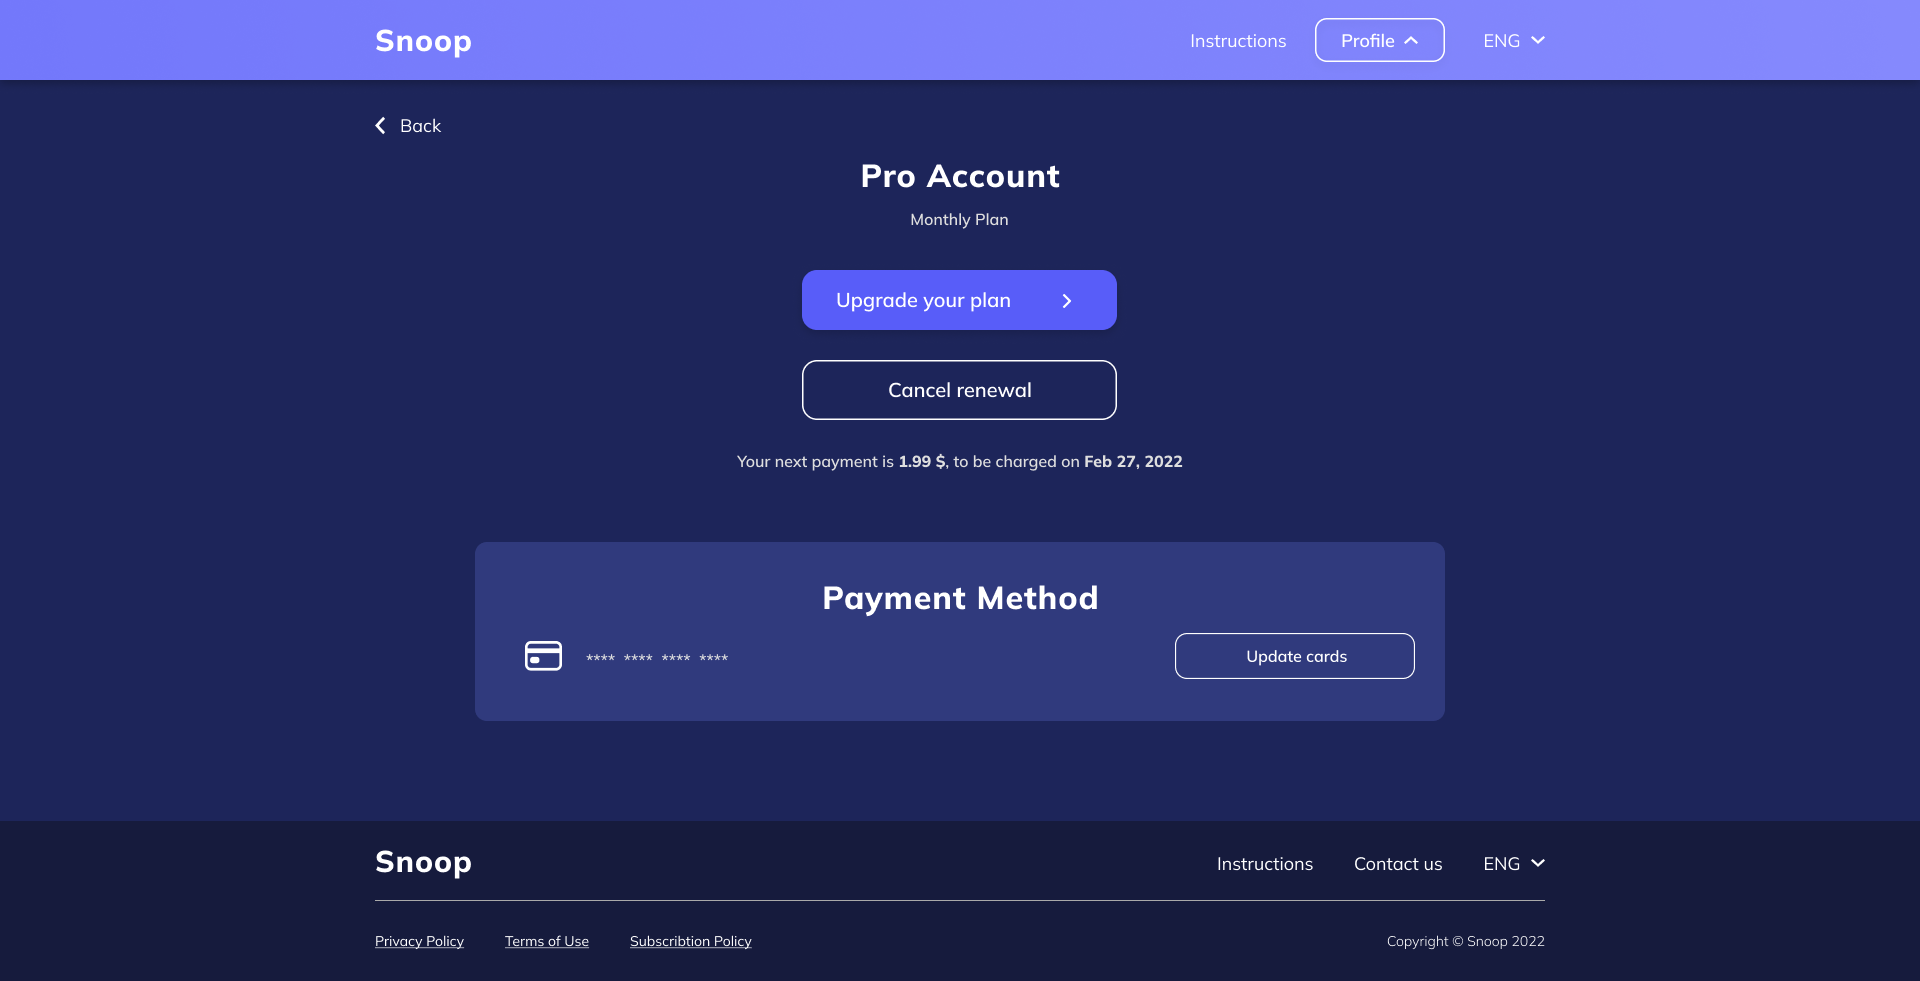 Snoop
Instructions
Profile
ENG
Back
Pro Account
Monthly Plan
Upgrade your plan
Cancel renewal
Your next payment is 1.99 $, to be charged on Feb 27, 2022
Payment Method
**** **** **** ****
Update cards
Snoop
Instructions
Contact us
ENG
Privacy Policy
Terms of Use
Subscribtion Policy
Copyright © Snoop 2022